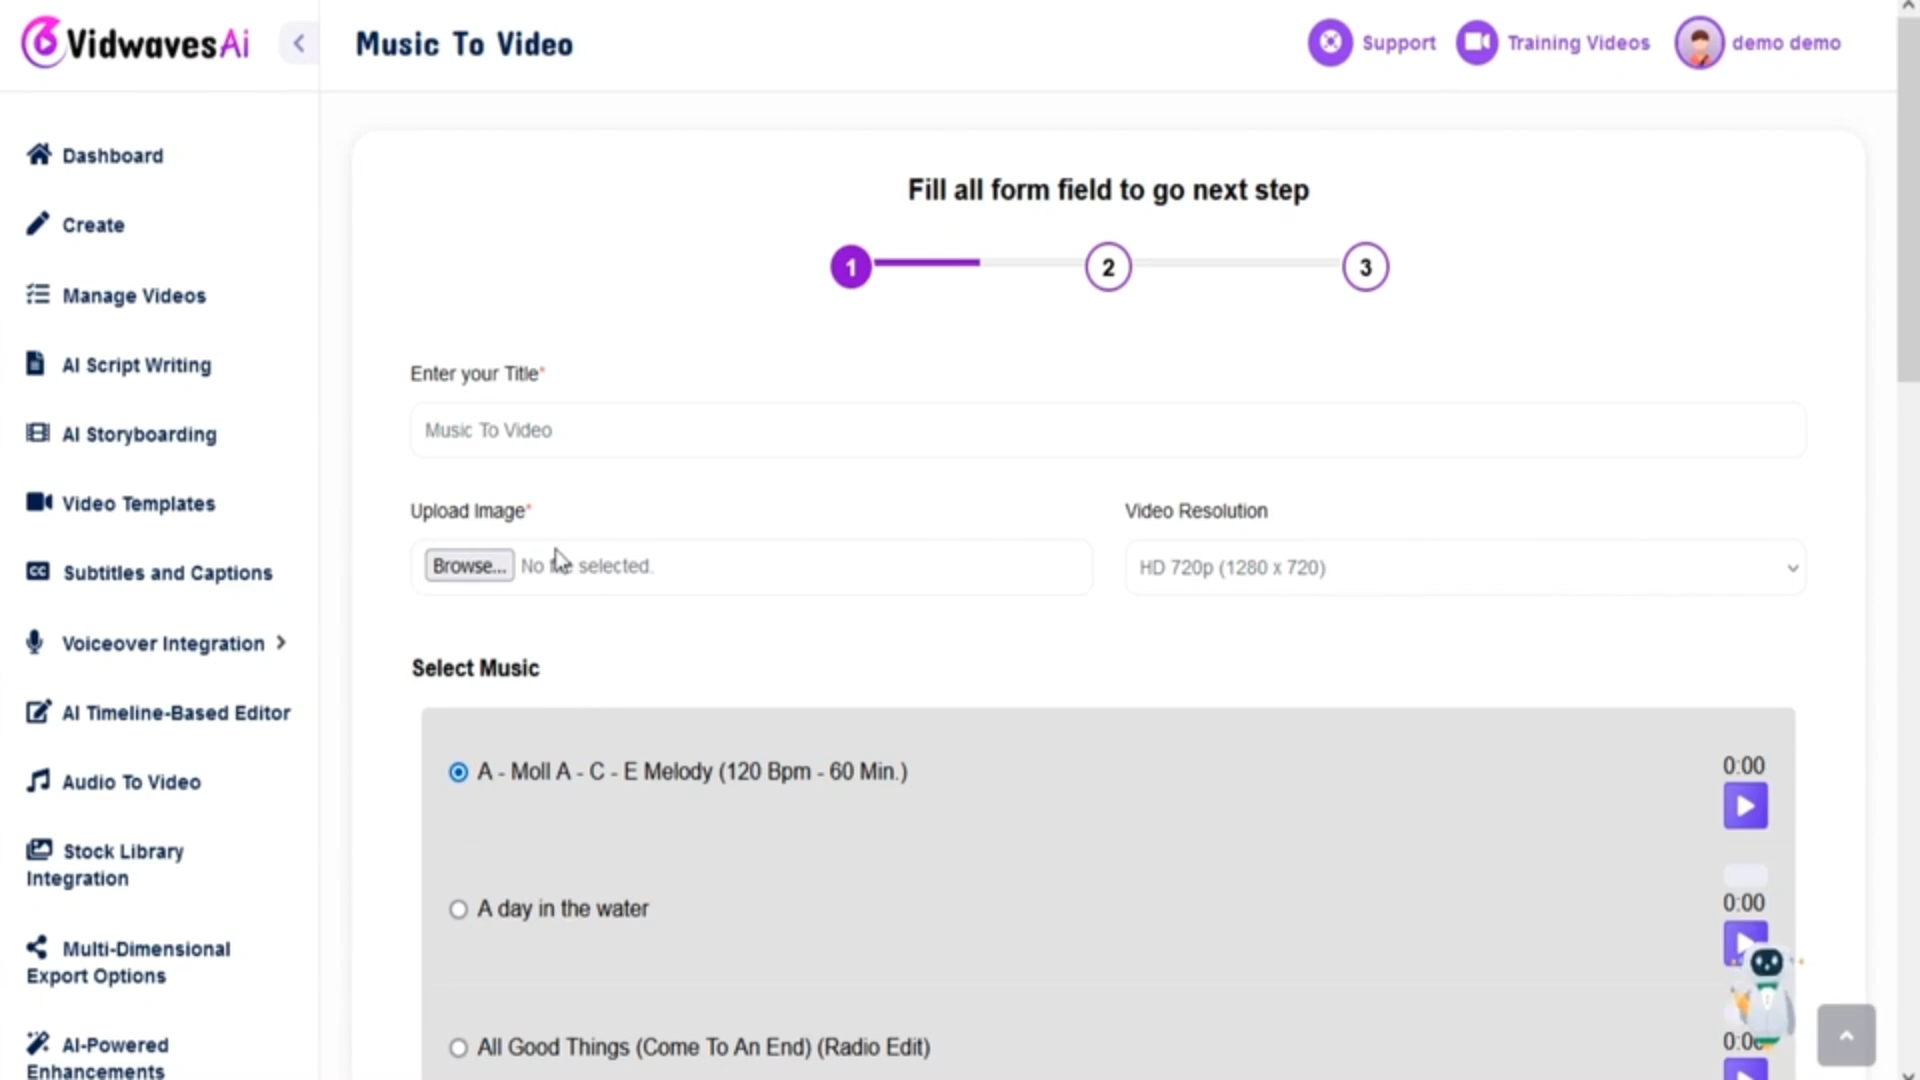 VidwavesAi
Music To Video
Support
Training Videos
demo demo
Dashboard
Create
Manage Videos
AI Script Writing
AI Storyboarding
Video Templates
CC Subtitles and Captions
Voiceover Integration
AI Timeline-Based Editor
Audio To Video
Stock Library
Integration
Multi-Dimensional
Export Options
AI-Powered
Enhancements
Fill all form field to go next step
1
2
3
Enter your Title*
Music To Video
Upload Image*
Video Resolution
Browse... No selected.
HD 720p (1280 x 720)
Select Music
A - Moll A - C - E Melody (120 Bpm - 60 Min.)
0:00
A day in the water
0:00
All Good Things (Come To An End) (Radio Edit)